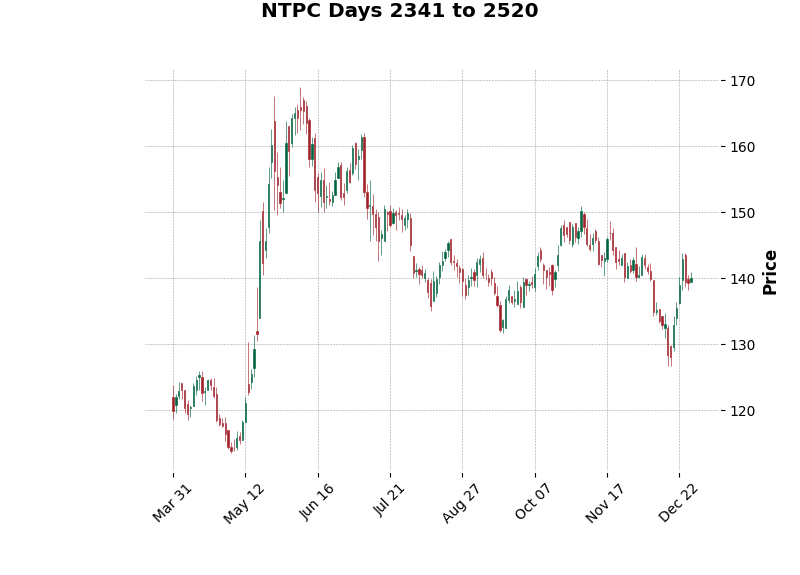 NTPC Days 2341 to 2520
170
160
150
140
130
120
Price
Mar 31
May 12
Jun 16
Jul 21
Aug 27
Oct 07
Nov 17
Dec 22